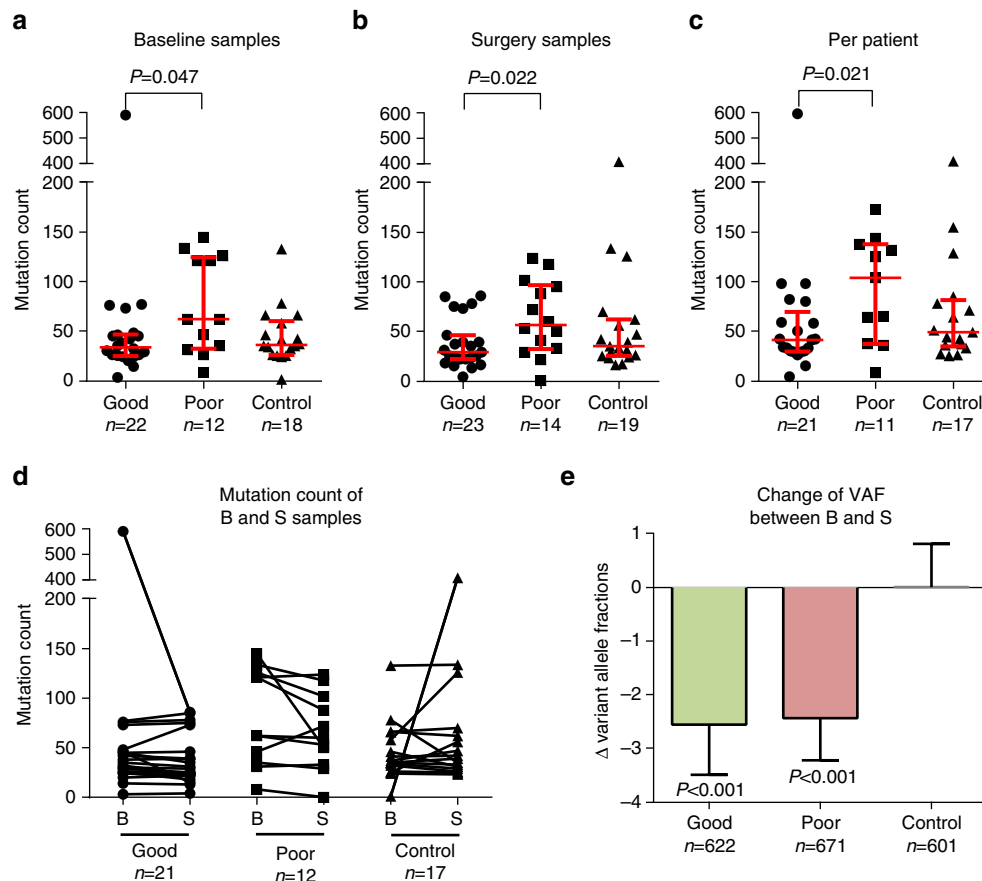 a
Baseline samples
P=0.047
Mutation count
600
500
400
200
150
100
50
0
Good
n=22
Poor
n=12
Control
n=18
b
Surgery samples
P=0.022
Mutation count
600
500
400
200
150
100
50
0
Good
n=23
Poor
n=14
Control
n=19
c
Per patient
P=0.021
Mutation count
600
500
400
200
150
100
50
0
Good
n=21
Poor
n=11
Control
n=17
d
Mutation count of
B and S samples
Mutation count
600
500
400
200
150
100
50
0
B
S
B
S
B
S
Good
n=21
Poor
n=12
Control
n=17
e
Change of VAF
between B and S
Δ variant allele fractions
1
0
−1
−2
−3
−4
P<0.001
P<0.001
Good
n=622
Poor
n=671
Control
n=601